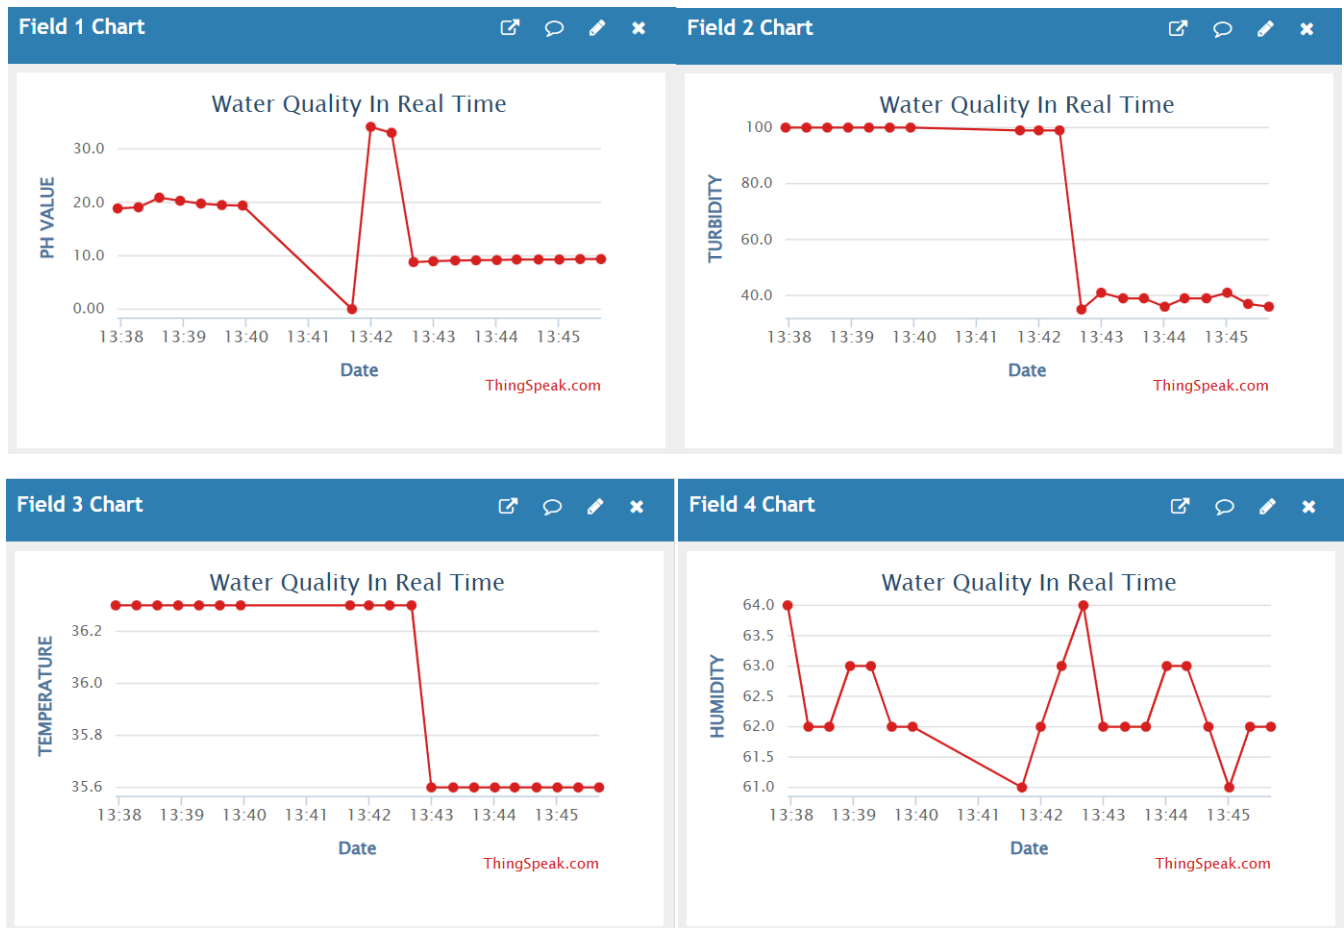 Field 1 Chart
Water Quality In Real Time
PH VALUE
30.0
20.0
10.0
0.00
13:38 13:39 13:40 13:41 13:42 13:43 13:44 13:45
Date
ThingSpeak.com
Field 2 Chart
Water Quality In Real Time
TURBIDITY
100
80.0
60.0
40.0
13:38 13:39 13:40 13:41 13:42 13:43 13:44 13:45
Date
ThingSpeak.com
Field 3 Chart
Water Quality In Real Time
TEMPERATURE
36.2
36.0
35.8
35.6
13:38 13:39 13:40 13:41 13:42 13:43 13:44 13:45
Date
ThingSpeak.com
Field 4 Chart
Water Quality In Real Time
HUMIDITY
64.0
63.5
63.0
62.5
62.0
61.5
61.0
13:38 13:39 13:40 13:41 13:42 13:43 13:44 13:45
Date
ThingSpeak.com